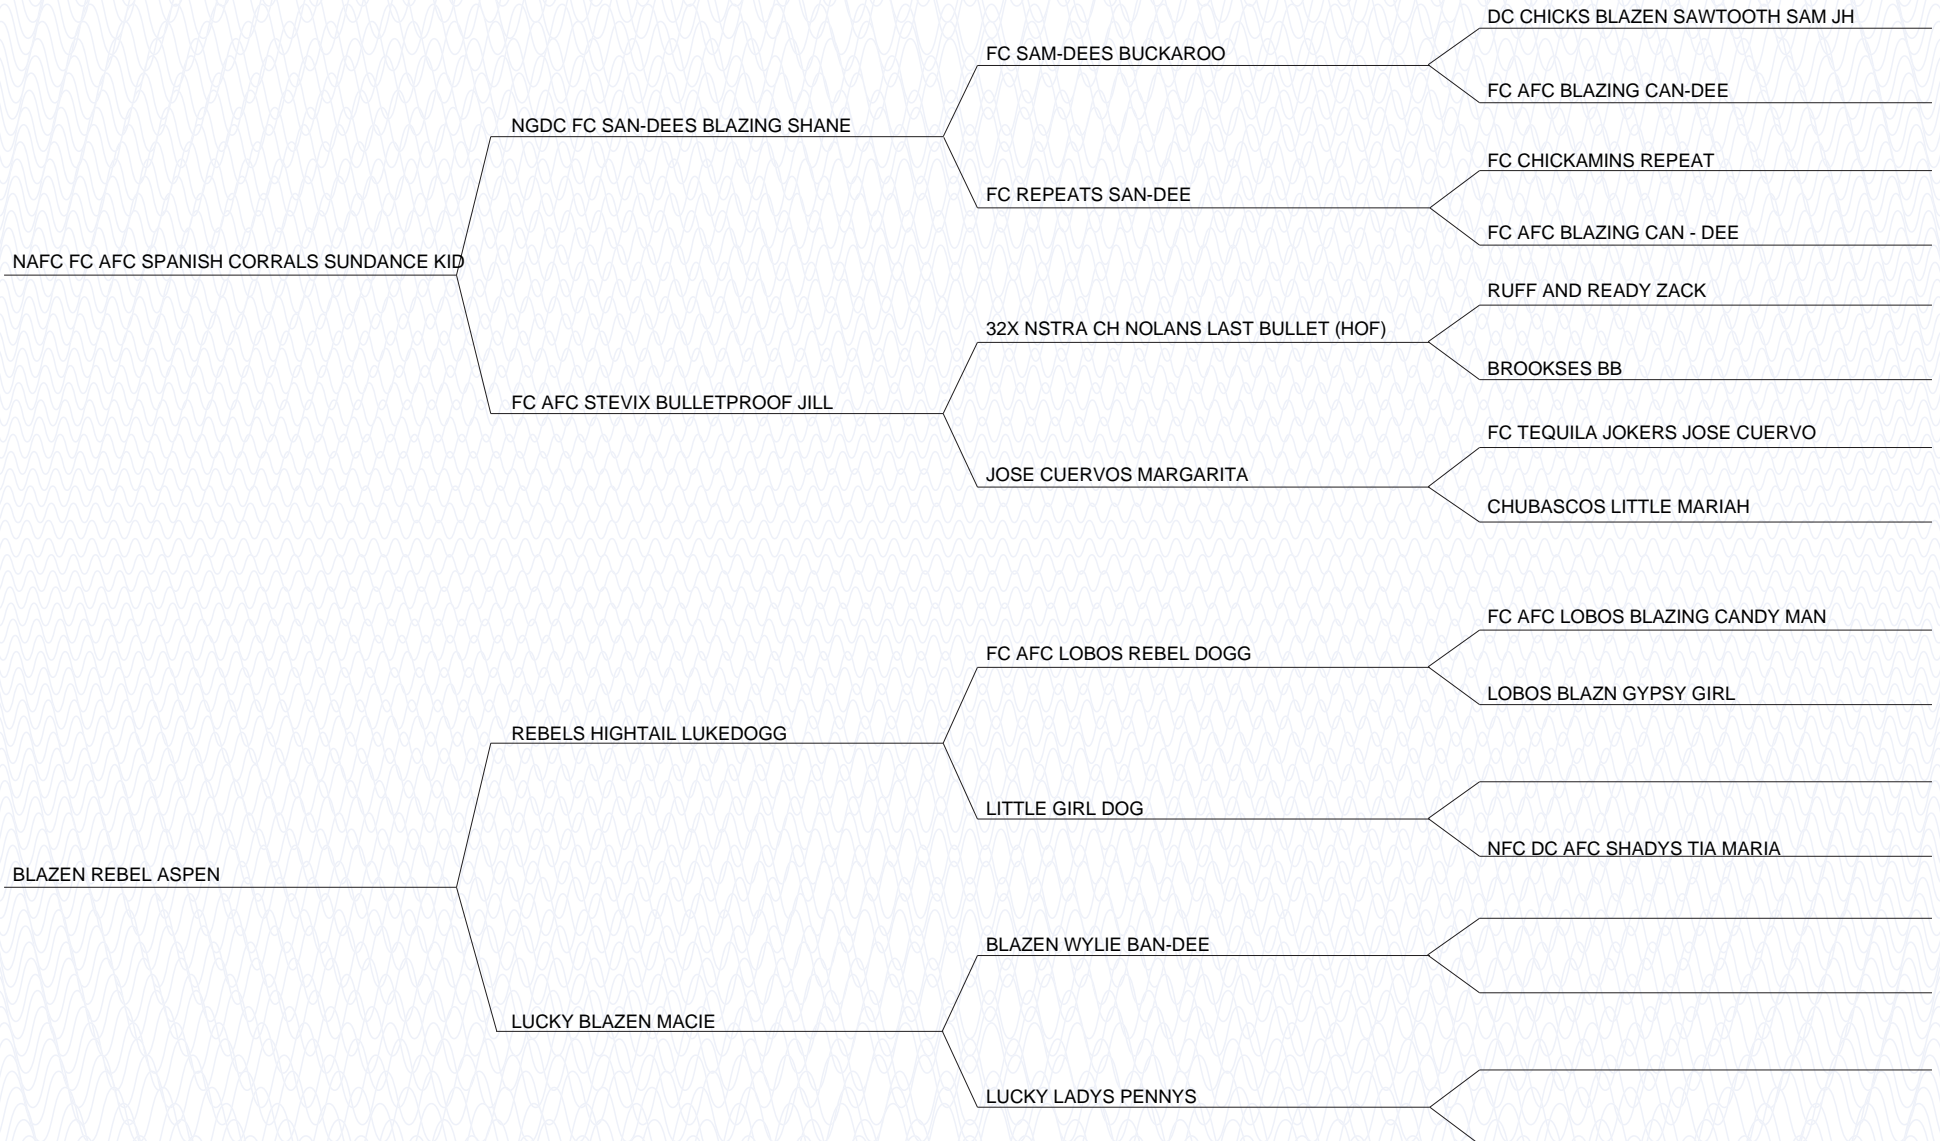 DC CHICKS BLAZEN SAWTOOTH SAM JH
FC SAM-DEES BUCKAROO
FC AFC BLAZING CAN-DEE
NGDC FC SAN-DEES BLAZING SHANE
FC CHICKAMINS REPEAT
FC REPEATS SAN-DEE
FC AFC BLAZING CAN - DEE
NAFC FC AFC SPANISH CORRALS SUNDANCE KID
RUFF AND READY ZACK
32X NSTRA CH NOLANS LAST BULLET (HOF)
BROOKSES BB
FC AFC STEVIX BULLETPROOF JILL
FC TEQUILA JOKERS JOSE CUERVO
JOSE CUERVOS MARGARITA
CHUBASCOS LITTLE MARIAH
FC AFC LOBOS BLAZING CANDY MAN
FC AFC LOBOS REBEL DOGG
LOBOS BLAZN GYPSY GIRL
REBELS HIGHTAIL LUKEDOGG
LITTLE GIRL DOG
NFC DC AFC SHADYS TIA MARIA
BLAZEN REBEL ASPEN
BLAZEN WYLIE BAN-DEE
LUCKY BLAZEN MACIE
LUCKY LADYS PENNYS